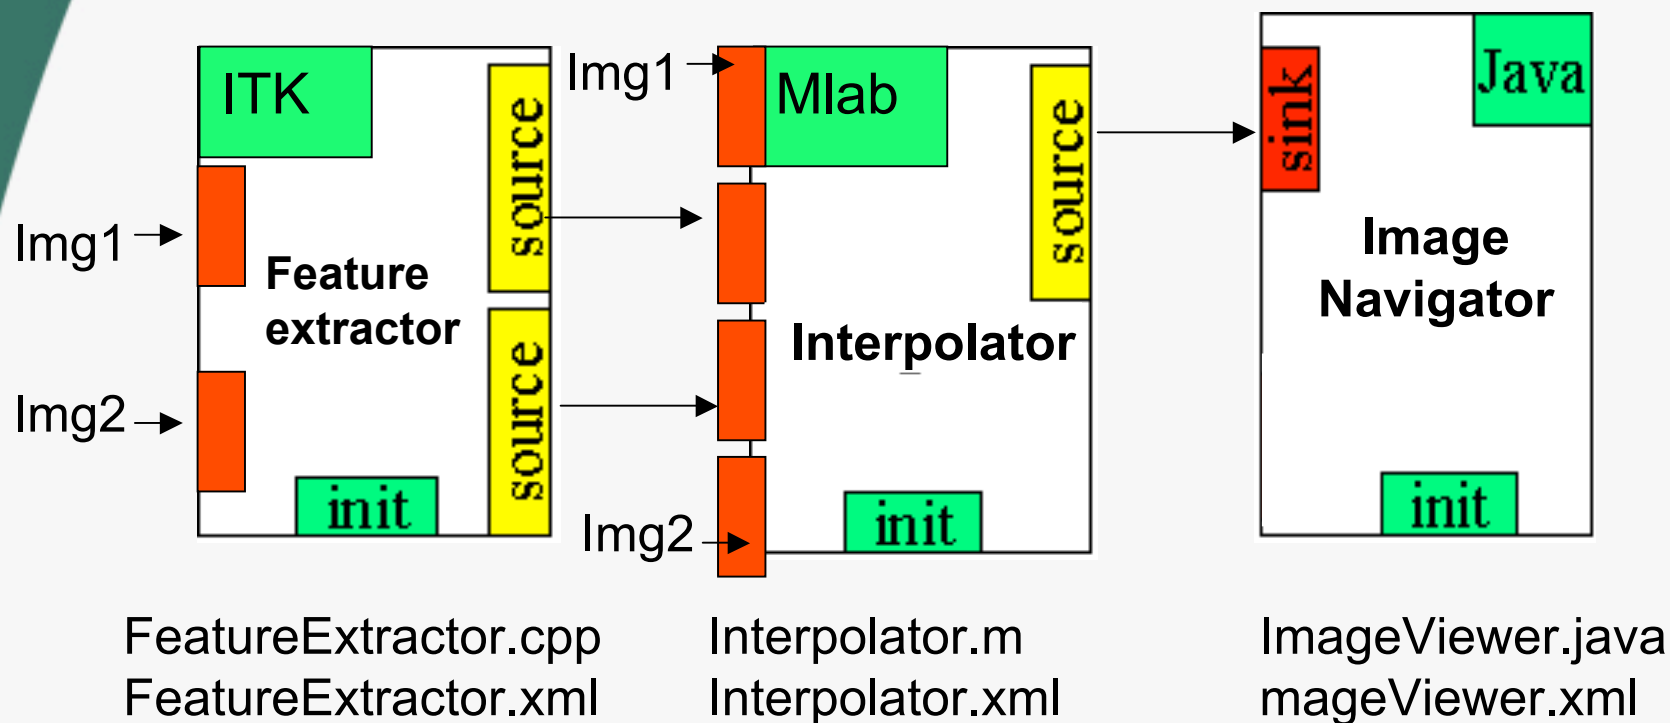 ITK
source
Img1
Feature
extractor
Img2
source
init
Img1
Mlab
source
Interpolator
Img2
init
sink
Java
Image
Navigator
init
FeatureExtractor.cpp
FeatureExtractor.xml
Interpolator.m
Interpolator.xml
ImageViewer.java
mageViewer.xml